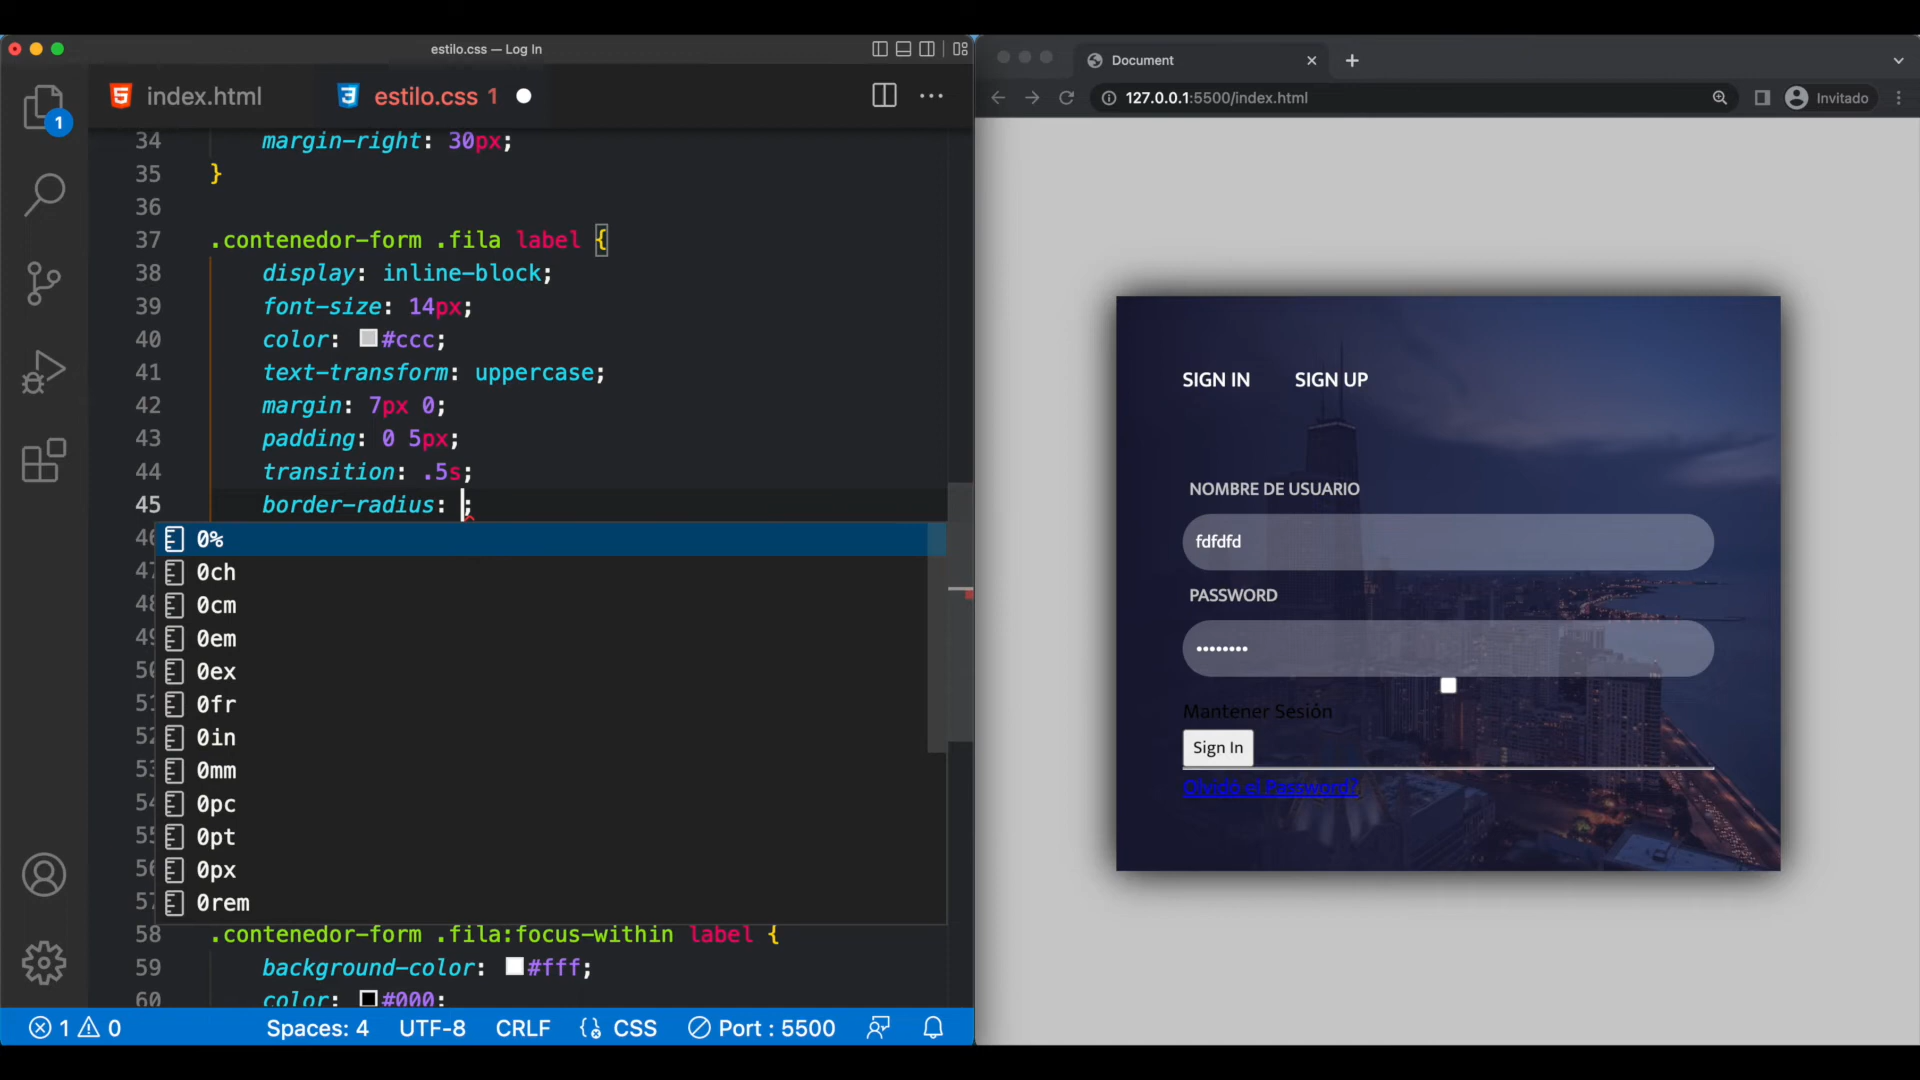 estilo.css — Log In
index.html
estilo.css 1
1
34 margin-right: 30px;
35 }
36
37 .contenedor-form .fila label {
38 display: inline-block;
39 font-size: 14px;
40 color: #ccc;
41 text-transform: uppercase;
42 margin: 7px 0;
43 padding: 0 5px;
44 transition: .5s;
45 border-radius: ;
0%
0ch
0cm
0em
0ex
0fr
0in
0mm
0pc
0pt
0px
0rem
58 .contenedor-form .fila:focus-within label {
59 background-color: #fff;
60 color: #000;
1 0 Spaces: 4 UTF-8 CRLF CSS Port : 5500
Document
127.0.0.1:5500/index.html
Invitado
SIGN IN SIGN UP
NOMBRE DE USUARIO
fdfdfd
PASSWORD
••••••••
Mantener Sesión
Sign In
Olvido el Password?